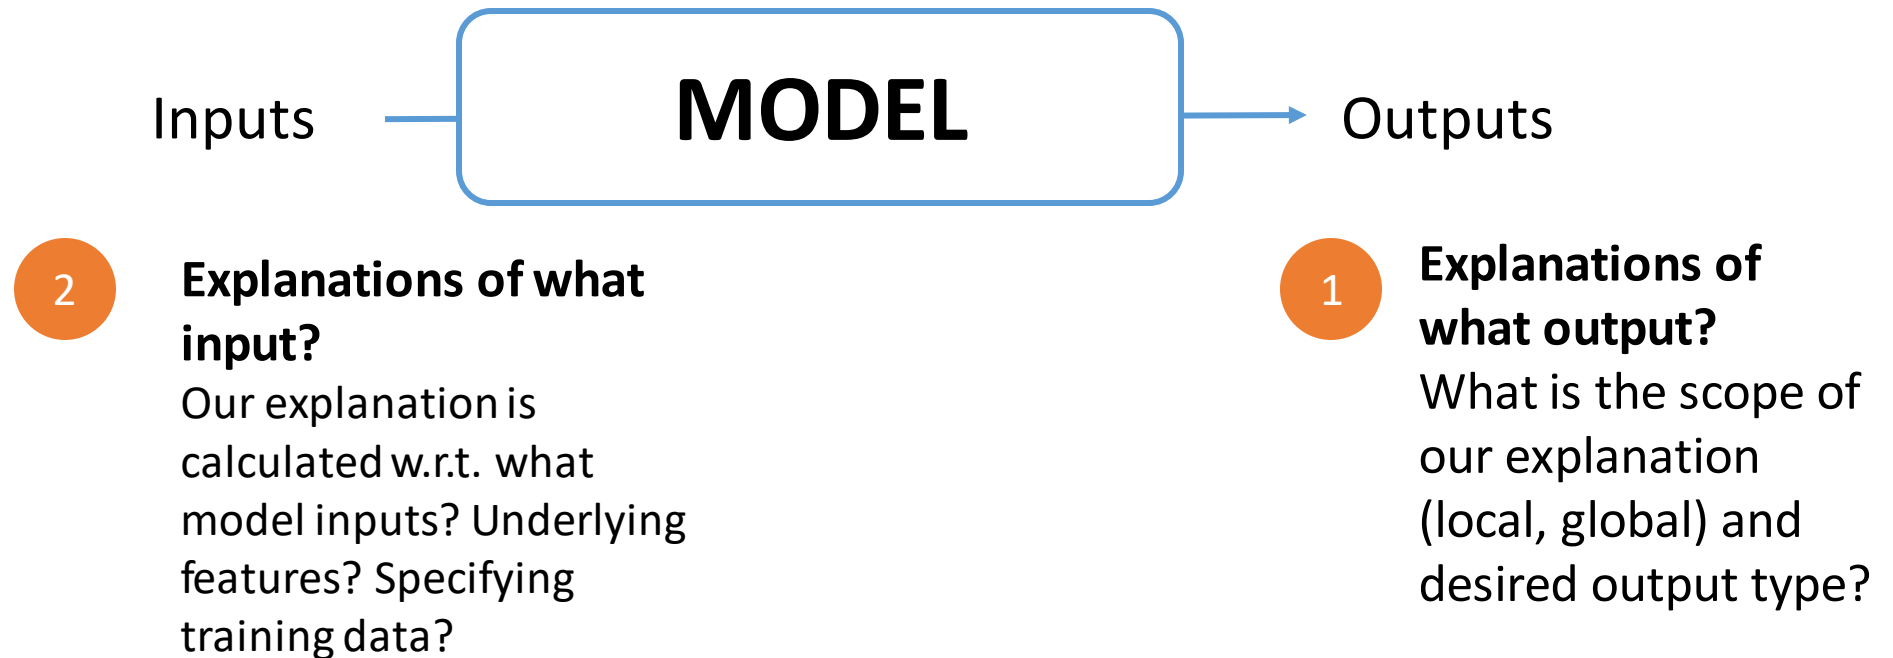 Inputs
MODEL
Outputs
2
Explanations of what
input?
Our explanation is
calculated w.r.t. what
model inputs? Underlying
features? Specifying
training data?
1
Explanations of
what output?
What is the scope of
our explanation
(local, global) and
desired output type?